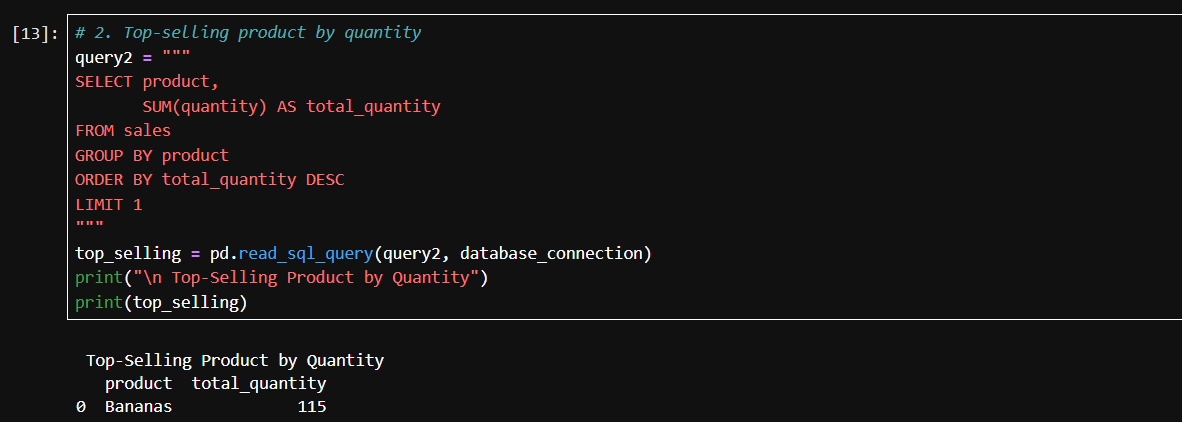 [13]: # 2. Top-selling product by quantity
query2 = """
SELECT product,
       SUM(quantity) AS total_quantity
FROM sales
GROUP BY product
ORDER BY total_quantity DESC
LIMIT 1
"""
top_selling = pd.read_sql_query(query2, database_connection)
print("\n Top-Selling Product by Quantity")
print(top_selling)
 Top-Selling Product by Quantity
   product  total_quantity
0  Bananas             115